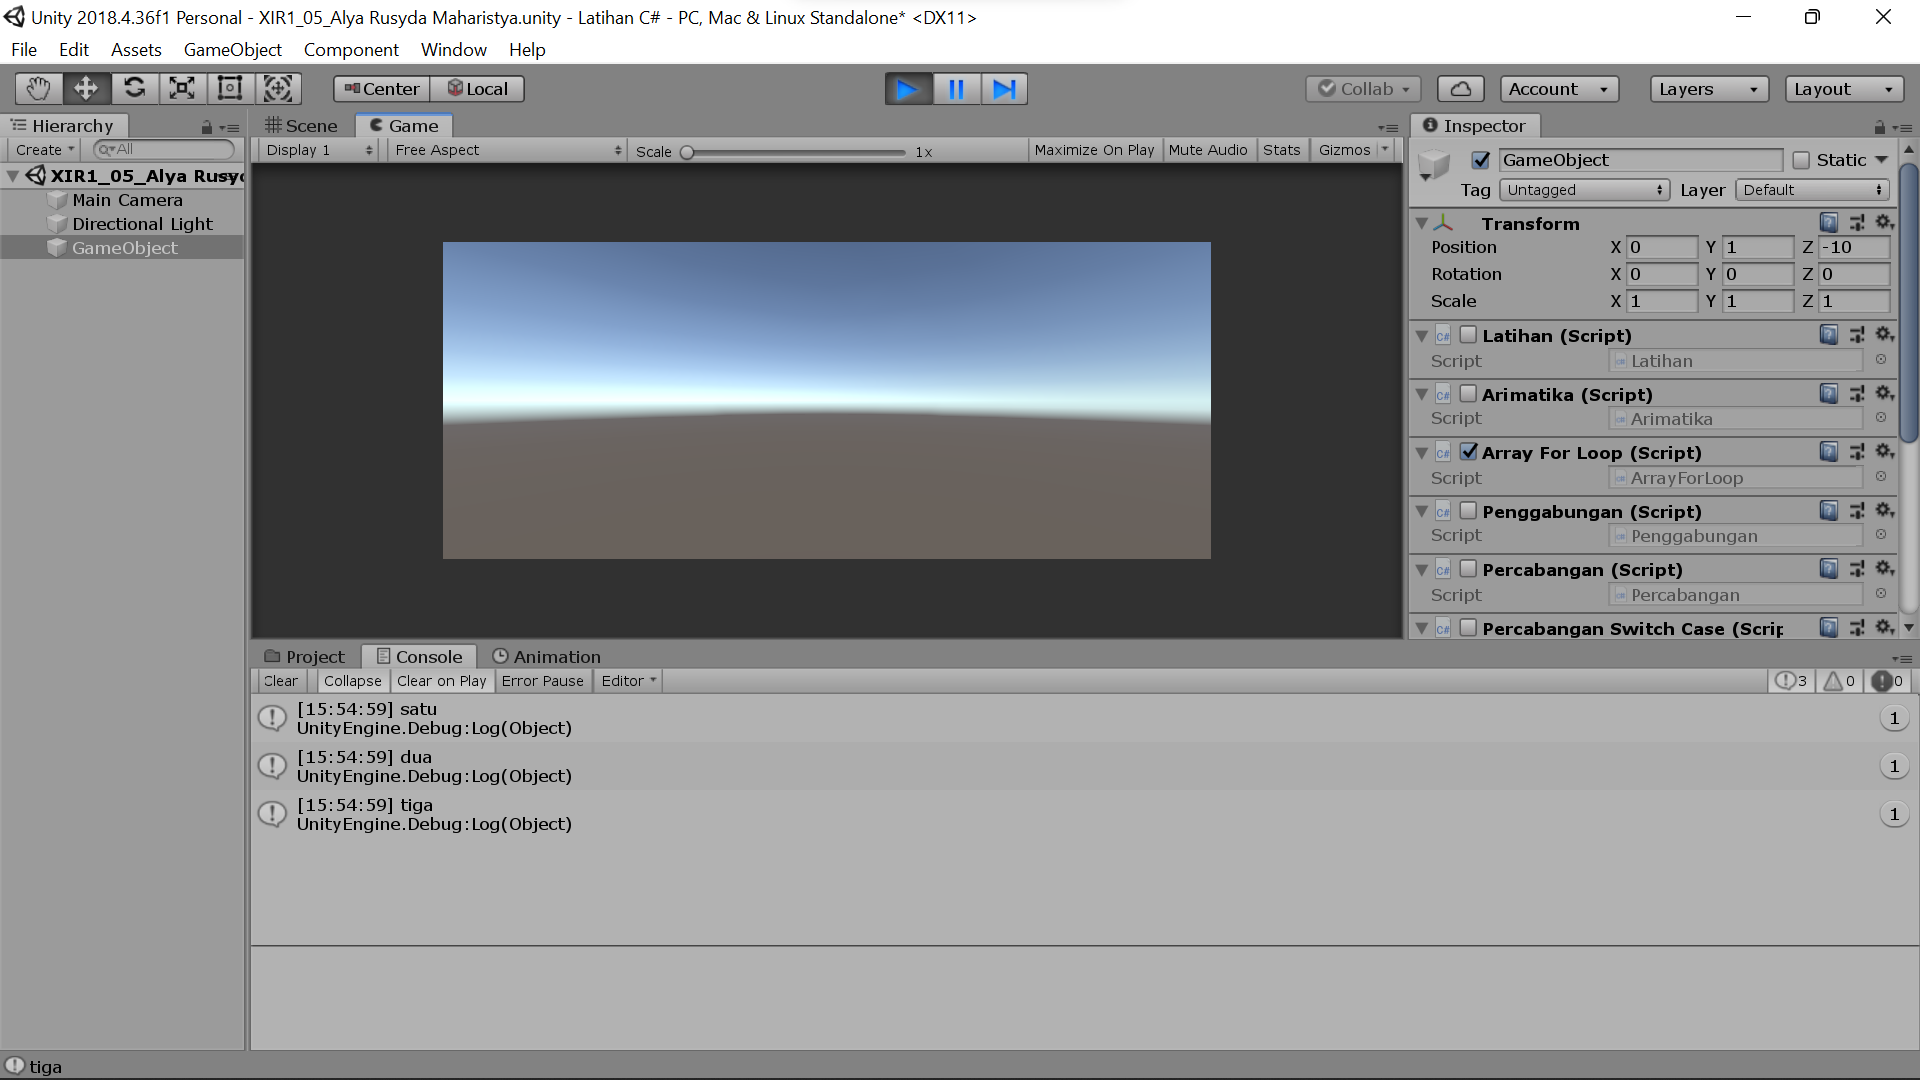 Unity 2018.4.36f1 Personal - XIR1_05_Alya Rusyda Maharistya.unity - Latihan C# - PC, Mac & Linux Standalone* <DX11>
File Edit Assets GameObject Component Window Help
Center Local Collab Account Layers Layout
Hierarchy
Create All
XIR1_05_Alya Rusyd
Main Camera
Directional Light
GameObject
Scene Game
Display 1 Free Aspect Scale 1x Maximize On Play Mute Audio Stats Gizmos
Inspector
GameObject Static
Tag Untagged Layer Default
Transform
Position X 0 Y 1 Z -10
Rotation X 0 Y 0 Z 0
Scale X 1 Y 1 Z 1
C# Latihan (Script)
Script Latihan
C# Arimatika (Script)
Script Arimatika
C# Array For Loop (Script)
Script ArrayForLoop
C# Penggabungan (Script)
Script Penggabungan
C# Percabangan (Script)
Script Percabangan
C# Percabangan Switch Case (Scrip
Project Console Animation
Clear Collapse Clear on Play Error Pause Editor 3 0 0
[15:54:59] satu
UnityEngine.Debug:Log(Object)
1
[15:54:59] dua
UnityEngine.Debug:Log(Object)
1
[15:54:59] tiga
UnityEngine.Debug:Log(Object)
1
tiga